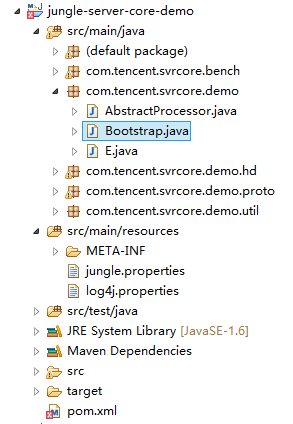 jungle-server-core-demo
src/main/java
(default package)
com.tencent.svrcore.bench
com.tencent.svrcore.demo
AbstractProcessor.java
Bootstrap.java
E.java
com.tencent.svrcore.demo.hd
com.tencent.svrcore.demo.proto
com.tencent.svrcore.demo.util
src/main/resources
META-INF
jungle.properties
log4j.properties
src/test/java
JRE System Library [JavaSE-1.6]
Maven Dependencies
src
target
pom.xml